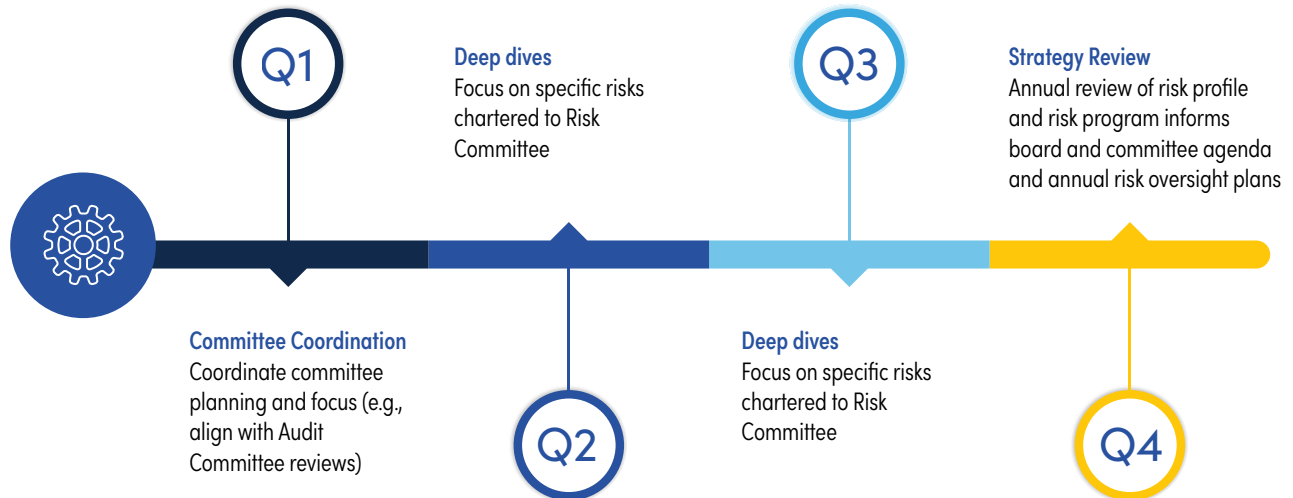 Q1
Committee Coordination
Coordinate committee
planning and focus (e.g.,
align with Audit
Committee reviews)
Deep dives
Focus on specific risks
chartered to Risk
Committee
Q2
Q3
Deep dives
Focus on specific risks
chartered to Risk
Committee
Strategy Review
Annual review of risk profile
and risk program informs
board and committee agenda
and annual risk oversight plans
Q4